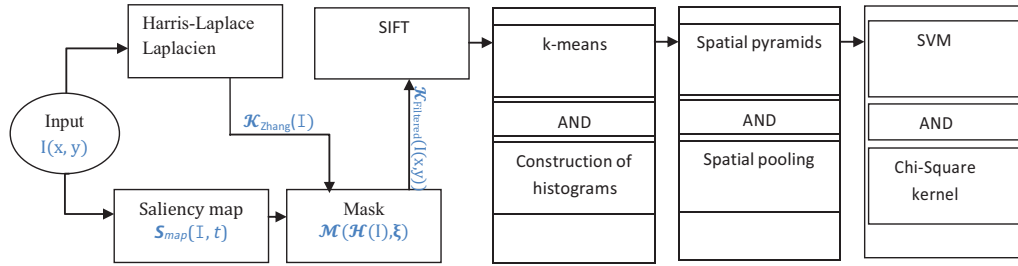 Harris-Laplace
Laplacien
SIFT
k-means
Spatial pyramids
SVM
𝓚Zhang(I)
𝓚Filtered(I(x,y))
Input
I(x, y)
AND
AND
AND
Construction of
histograms
Spatial pooling
Chi-Square
kernel
Saliency map
Smap(I, t)
Mask
𝓜(𝓗(I),ξ)